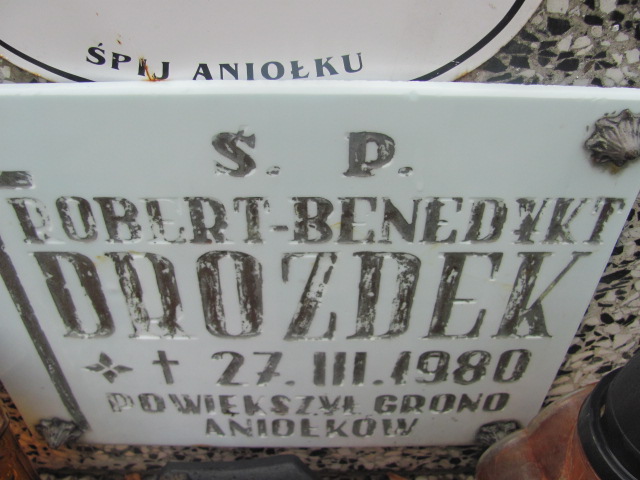 ŚPIJ ANIOŁKU
Ś. P.
ROBERT-BENEDYKT
DROZDEK
27.III.1980
POWIĘKSZYŁ GRONO
ANIOŁKÓW